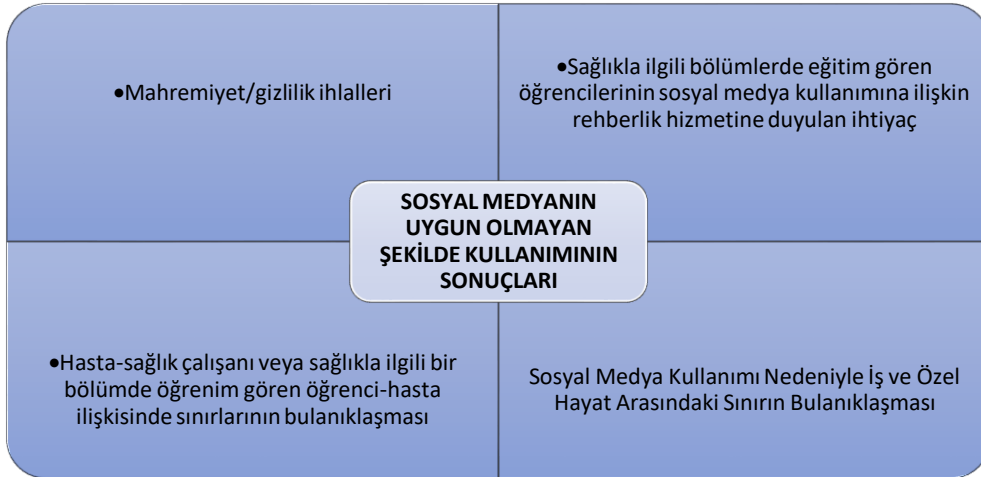 •Mahremiyet/gizlilik ihlalleri
•Sağlıkla ilgili bölümlerde eğitim gören
öğrencilerinin sosyal medya kullanımına ilişkin
rehberlik hizmetine duyulan ihtiyaç
SOSYAL MEDYANIN
UYGUN OLMAYAN
ŞEKİLDE KULLANIMININ
SONUÇLARI
•Hasta-sağlık çalışanı veya sağlıkla ilgili bir
bölümde öğrenim gören öğrenci-hasta
ilişkisinde sınırlarının bulanıklaşması
Sosyal Medya Kullanımı Nedeniyle İş ve Özel
Hayat Arasındaki Sınırın Bulanıklaşması